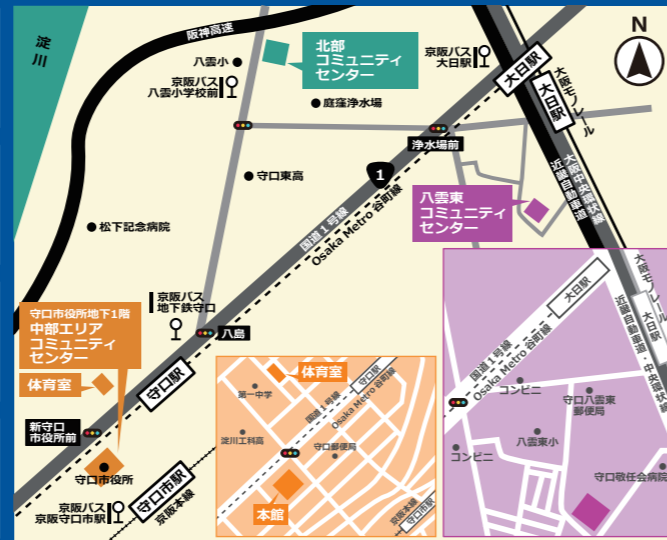 淀川
阪神高速
八雲小
京阪バス
八雲小学校前
北部
コミュニティ
センター
京阪バス
大日駅
大日駅
大日駅
大阪モノレール
N
庭窪浄水場
浄水場前
守口東高
1
国道1号線
Osaka Metro 谷町線
大阪中央環状線
近畿自動車道
八雲東
コミュニティ
センター
松下記念病院
京阪バス
地下鉄守口
八島
守口市役所地下1階
中部エリア
コミュニティ
センター
体育室
守口駅
新守口
市役所前
守口市役所
京阪バス
京阪守口市駅
守口市駅
京阪本線
体育室
第一中学
守口駅
国道1号線
Osaka Metro 谷町線
淀川工科高
守口郵便局
本館
京阪本線
守口市駅
大日駅
大日駅
大阪モノレール
近畿自動車道・中央環状線
国道1号線
Osaka Metro 谷町線
コンビニ
守口八雲東
郵便局
八雲東小
コンビニ
守口敬任会病院